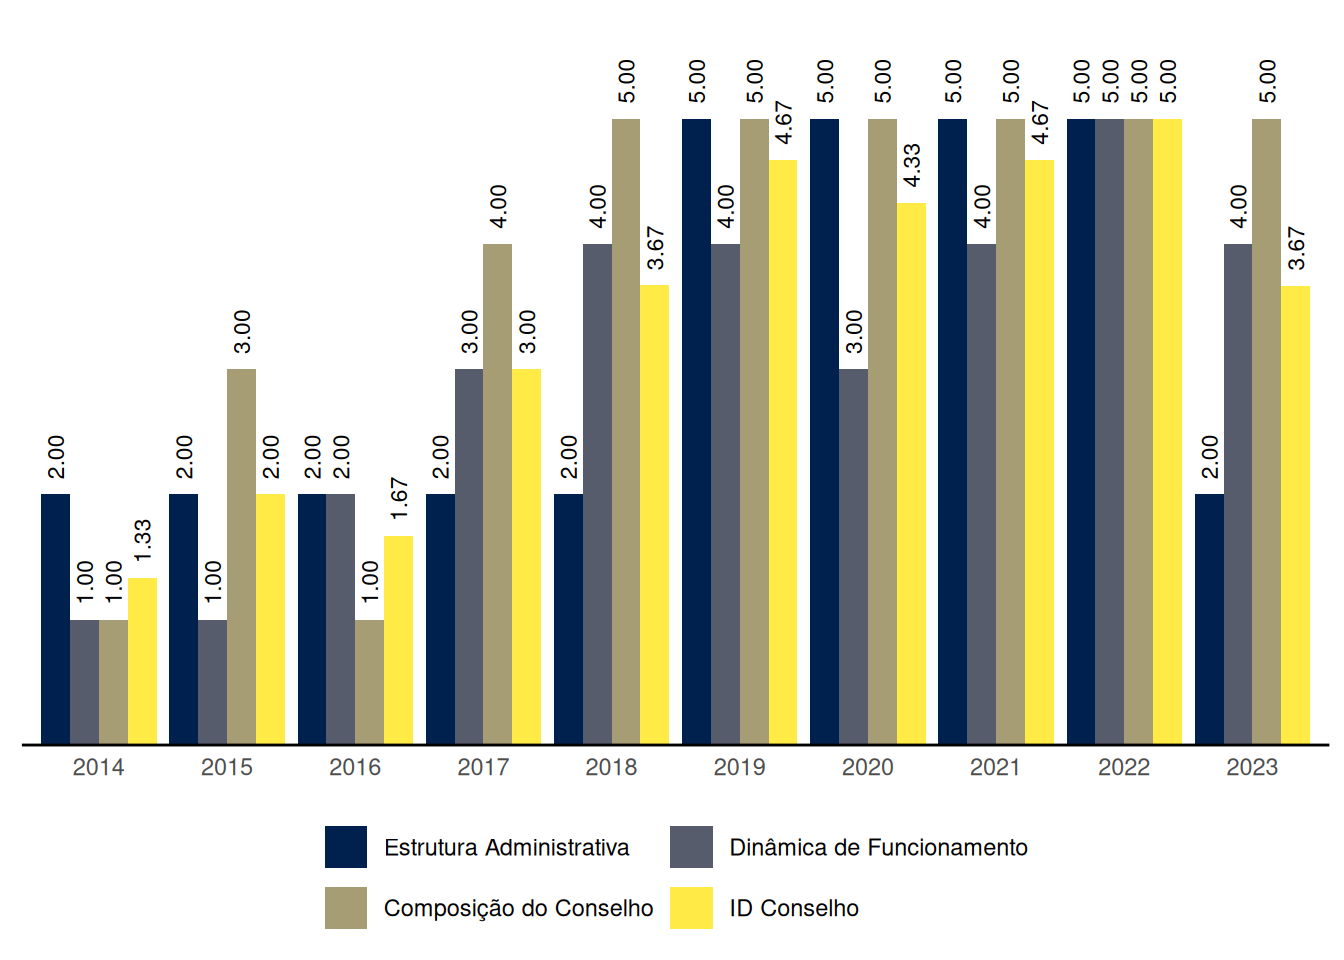 2.00 1.00 1.00 1.33 2.00 1.00 3.00 2.00 2.00 2.00 1.00 1.67 2.00 3.00 4.00 3.00 2.00 4.00 5.00 3.67 5.00 4.00 5.00 4.67 5.00 3.00 5.00 4.33 5.00 4.00 5.00 4.67 5.00 5.00 5.00 5.00 2.00 4.00 5.00 3.67
2014 2015 2016 2017 2018 2019 2020 2021 2022 2023
Estrutura Administrativa Dinâmica de Funcionamento
Composição do Conselho ID Conselho